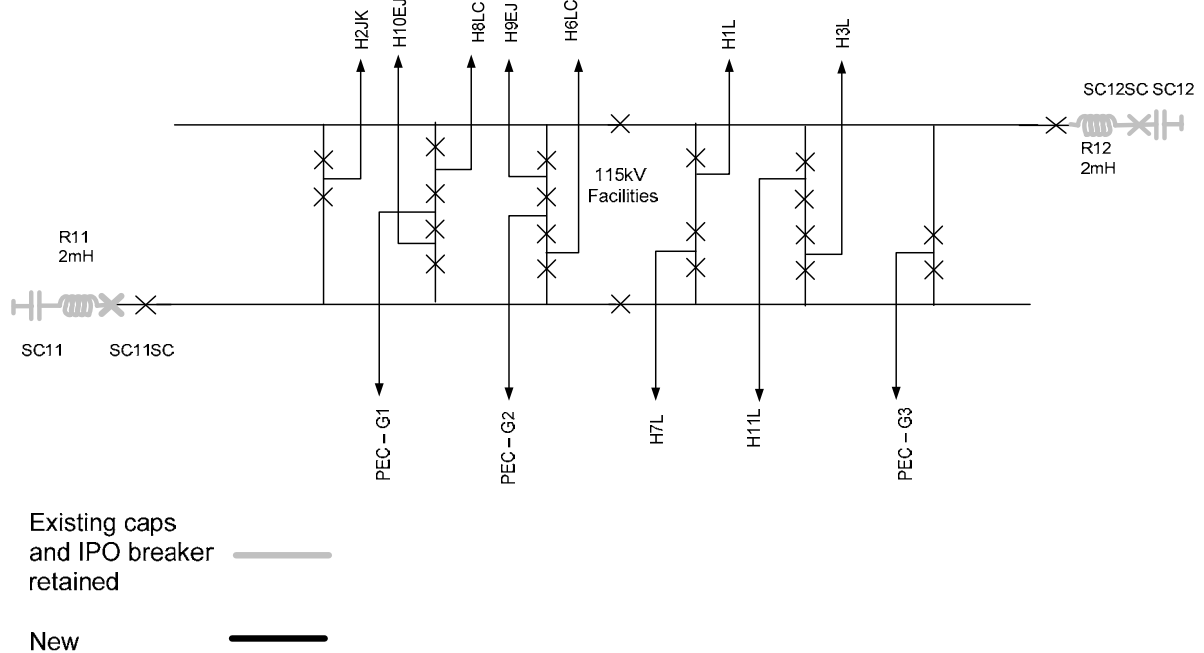 H2JK
H10EJ
H8LC
H9EJ
H6LC
H1L
H3L
SC12SC SC12
R12
2mH
115kV
Facilities
R11
2mH
SC11
SC11SC
PEC – G1
PEC – G2
H7L
H11L
PEC – G3
Existing caps
and IPO breaker
retained
New